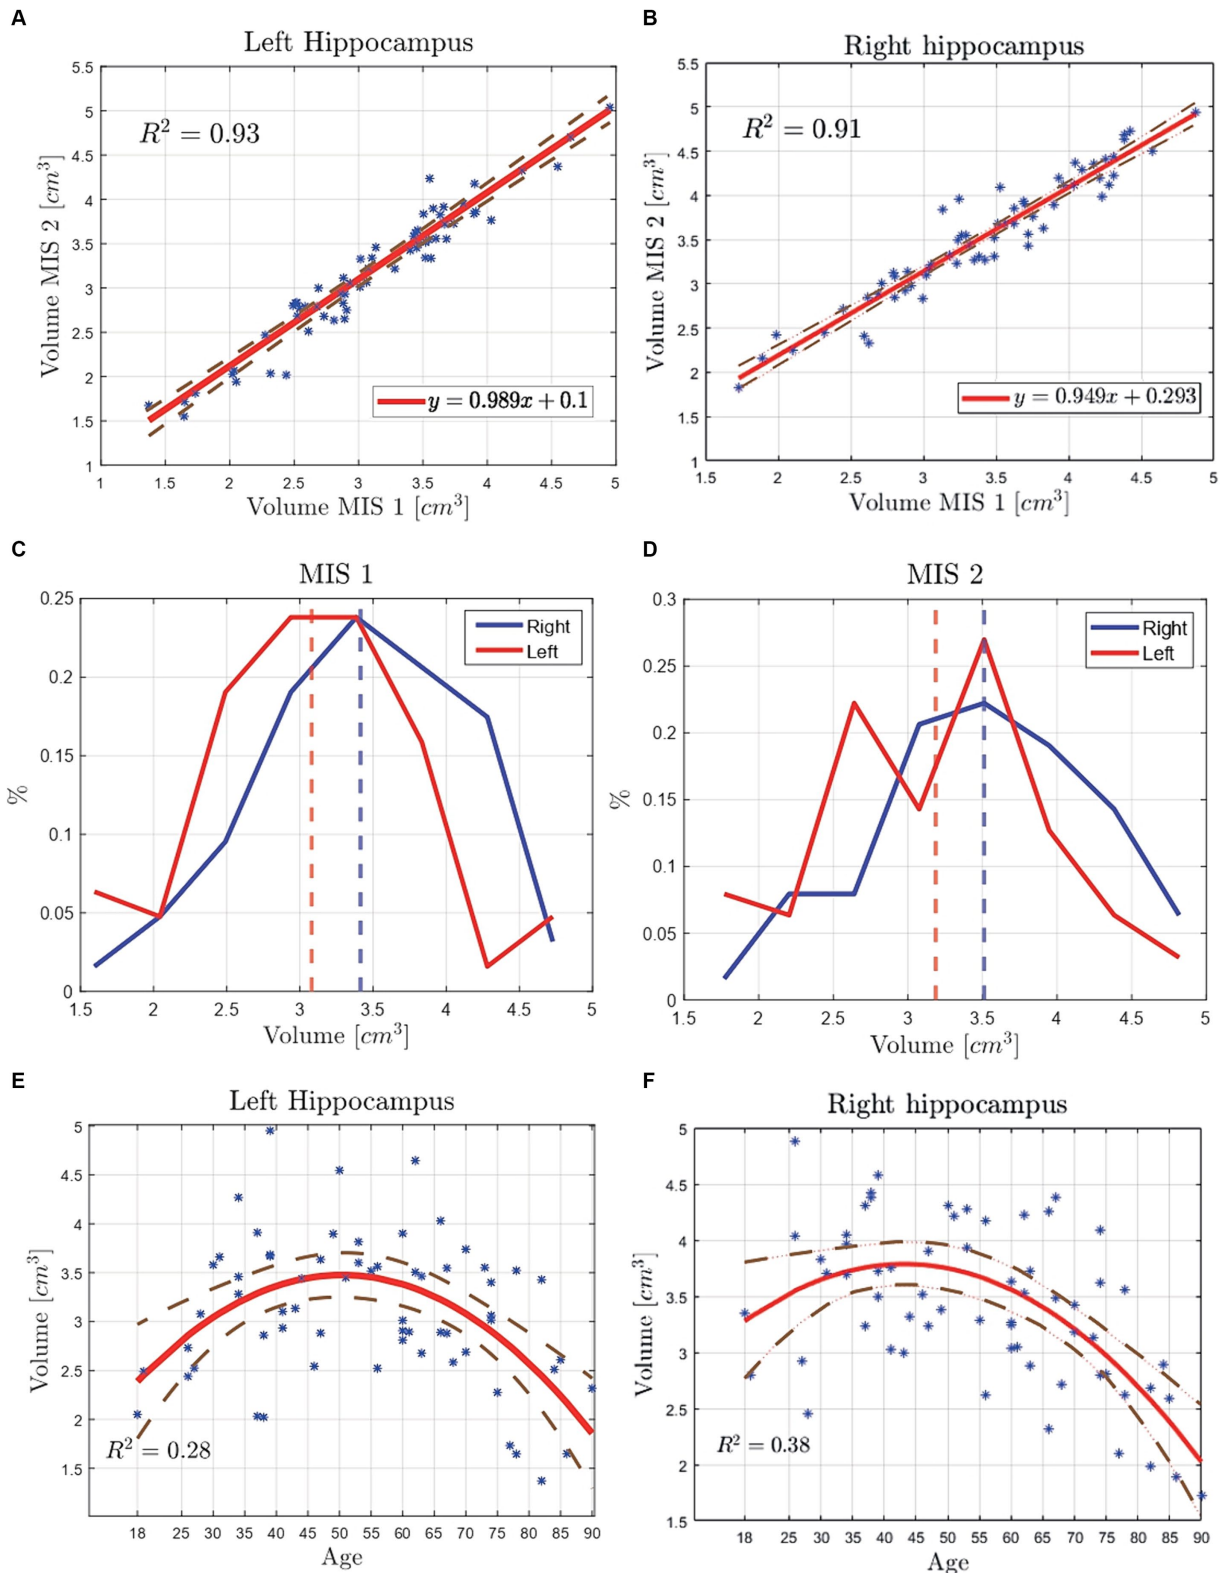 A
Left Hippocampus
R² = 0.93
y = 0.989x + 0.1
Volume MIS 2 [cm³]
5.5
5
4.5
4
3.5
3
2.5
2
1.5
1
1 1.5 2 2.5 3 3.5 4 4.5 5
Volume MIS 1 [cm³]
B
Right hippocampus
R² = 0.91
y = 0.949x + 0.293
Volume MIS 2 [cm³]
5.5
5
4.5
4
3.5
3
2.5
2
1.5
1
1.5 2 2.5 3 3.5 4 4.5 5
Volume MIS 1 [cm³]
C
MIS 1
Right
Left
%
0.25
0.2
0.15
0.1
0.05
0
1.5 2 2.5 3 3.5 4 4.5 5
Volume [cm³]
D
MIS 2
Right
Left
%
0.3
0.25
0.2
0.15
0.1
0.05
0
1.5 2 2.5 3 3.5 4 4.5 5
Volume [cm³]
E
Left Hippocampus
Volume [cm³]
5
4.5
4
3.5
3
2.5
2
1.5
R² = 0.28
18 25 30 35 40 45 50 55 60 65 70 75 80 85 90
Age
F
Right hippocampus
Volume [cm³]
5
4.5
4
3.5
3
2.5
2
1.5
R² = 0.38
18 25 30 35 40 45 50 55 60 65 70 75 80 85 90
Age